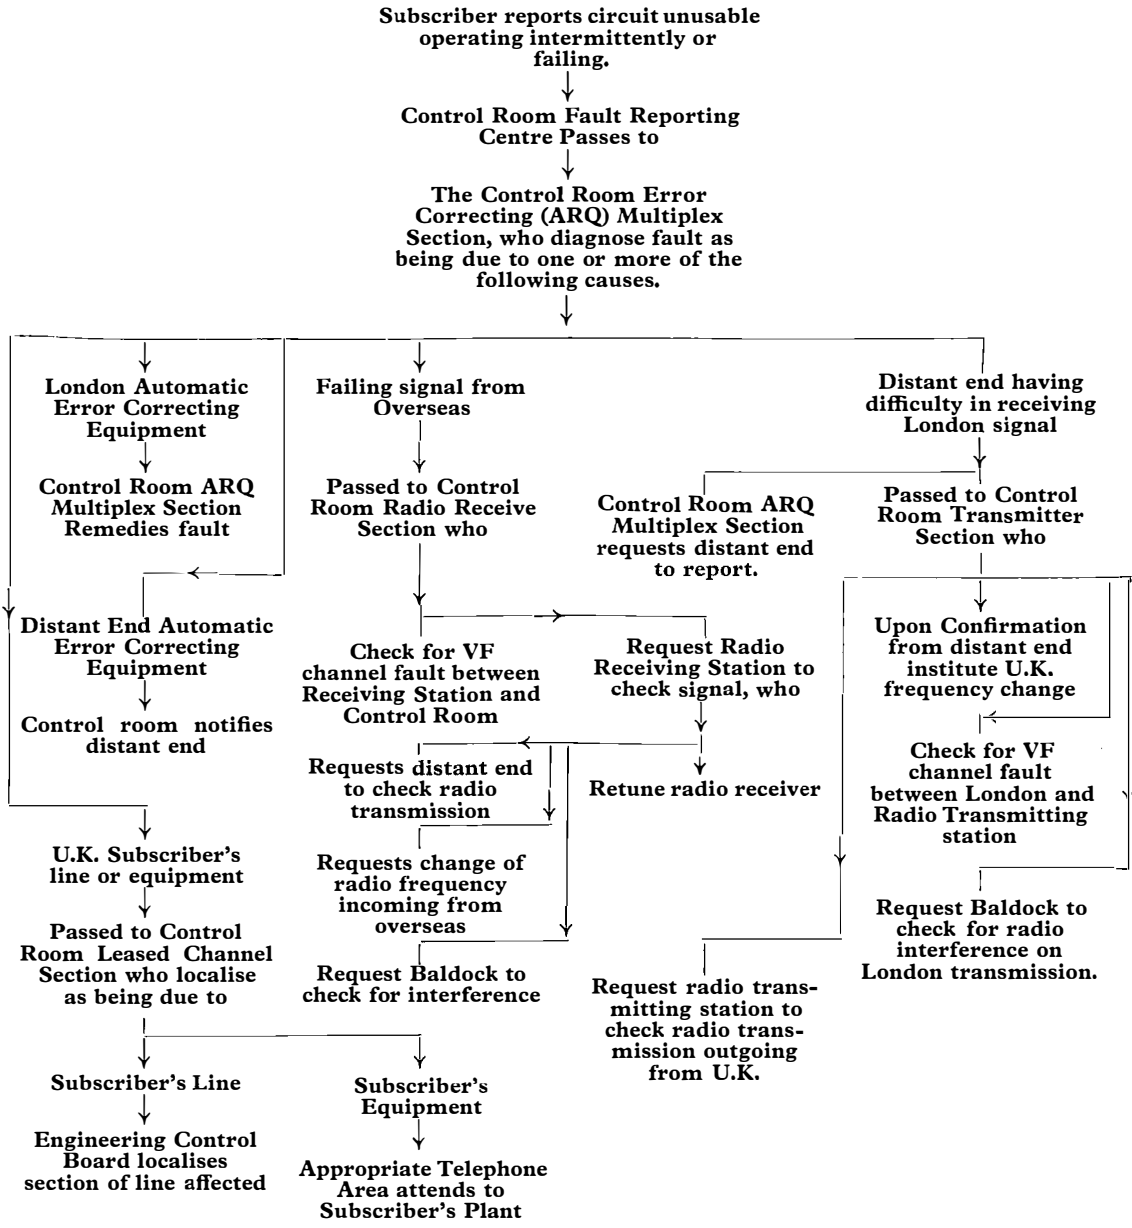 Subscriber reports circuit unusable
operating intermittently or
failing.
Control Room Fault Reporting
Centre Passes to
The Control Room Error
Correcting (ARQ) Multiplex
Section, who diagnose fault as
being due to one or more of the
following causes.
London Automatic
Error Correcting
Equipment
Control Room ARQ
Multiplex Section
Remedies fault
Distant End Automatic
Error Correcting
Equipment
Control room notifies
distant end
U.K. Subscriber's
line or equipment
Passed to Control
Room Leased Channel
Section who localise
as being due to
Subscriber's Line
Engineering Control
Board localises
section of line affected
Subscriber's
Equipment
Appropriate Telephone
Area attends to
Subscriber's Plant
Failing signal from
Overseas
Passed to Control
Room Radio Receive
Section who
Check for VF
channel fault between
Receiving Station and
Control Room
Request Radio
Receiving Station to
check signal, who
Retune radio receiver
Requests distant end
to check radio
transmission
Requests change of
radio frequency
incoming from
overseas
Request Baldock to
check for interference
Distant end having
difficulty in receiving
London signal
Control Room ARQ
Multiplex Section
requests distant end
to report.
Passed to Control
Room Transmitter
Section who
Upon Confirmation
from distant end
institute U.K.
frequency change
Check for VF
channel fault
between London and
Radio Transmitting
station
Request Baldock to
check for radio
interference on
London transmission.
Request radio trans-
mitting station to
check radio trans-
mission outgoing
from U.K.